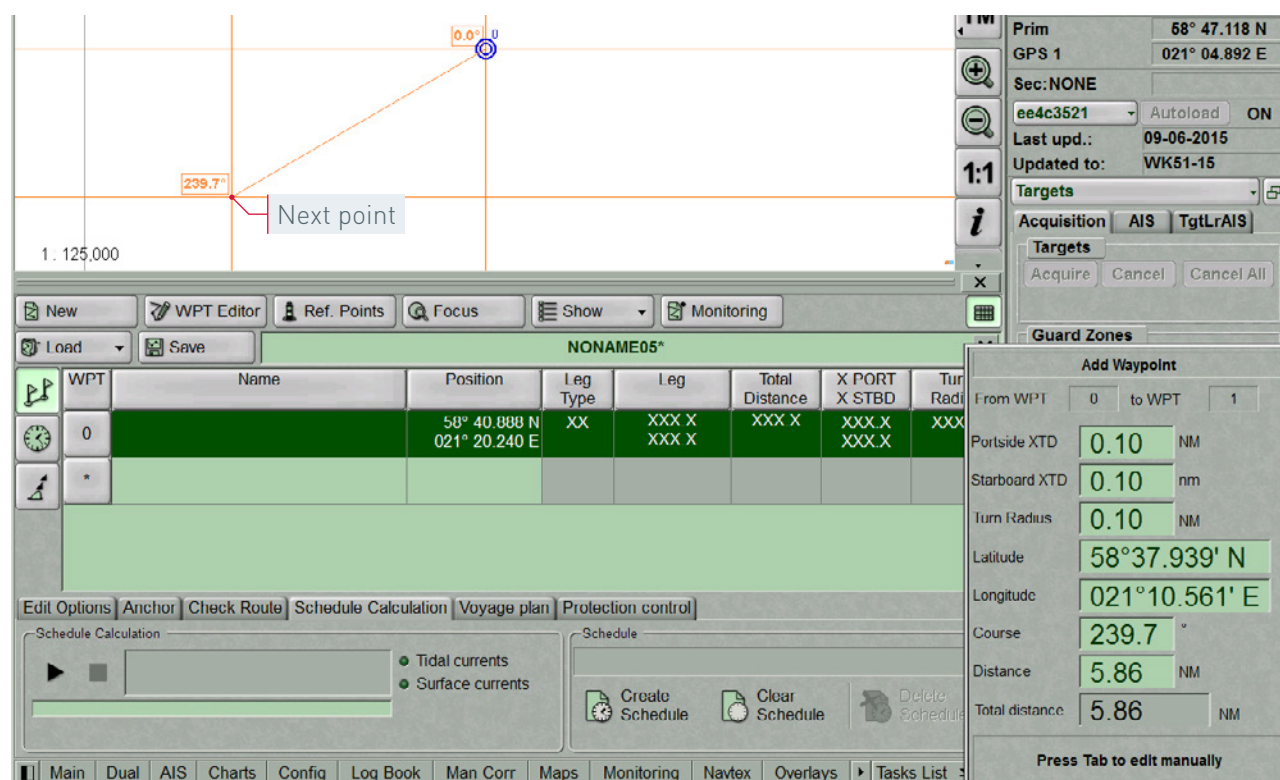 0.0° 0
239.7°
Next point
1 : 125,000
TM
1:1
i
Prim 58° 47.118 N
GPS 1 021° 04.892 E
Sec:NONE
ee4c3521 Autoload ON
Last upd.: 09-06-2015
Updated to: WK51-15
Targets
Acquisition AIS TgtLrAIS
Targets
Acquire Cancel Cancel All
Guard Zones
X
New WPT Editor Ref. Points Focus Show Monitoring
Load Save NONAME05*
WPT Name Position Leg Leg Total X PORT Tur
Type Distance X STBD Radi
0 58° 40.888 N XX XXX X XXX X XXX.X XXX
021° 20.240 E XXX X XXX.X
*
Edit Options Anchor Check Route Schedule Calculation Voyage plan Protection control
Schedule Calculation Schedule
Tidal currents
Surface currents
Create Clear Delete
Schedule Schedule Schedule
Add Waypoint
From WPT 0 to WPT 1
Portside XTD 0.10 NM
Starboard XTD 0.10 nm
Turn Radius 0.10 NM
Latitude 58°37.939' N
Longitude 021°10.561' E
Course 239.7 °
Distance 5.86 NM
Total distance 5.86 NM
Press Tab to edit manually
Main Dual AIS Charts Config Log Book Man Corr Maps Monitoring Navtex Overlays Tasks List